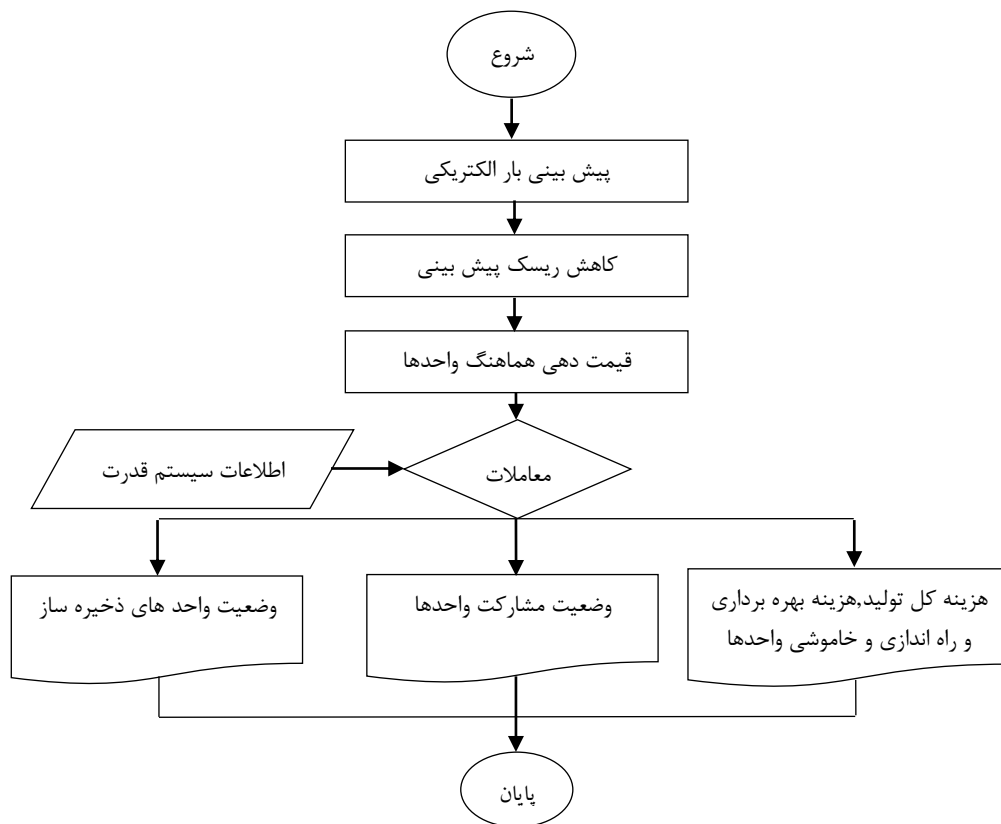 شروع
پیش بینی بار الکتریکی
کاهش ریسک پیش بینی
قیمت دهی هماهنگ واحدها
اطلاعات سیستم قدرت
معاملات
هزینه کل تولید,هزینه بهره برداری
و راه اندازی و خاموشی واحدها
وضعیت مشارکت واحدها
وضعیت واحد های ذخیره ساز
پایان